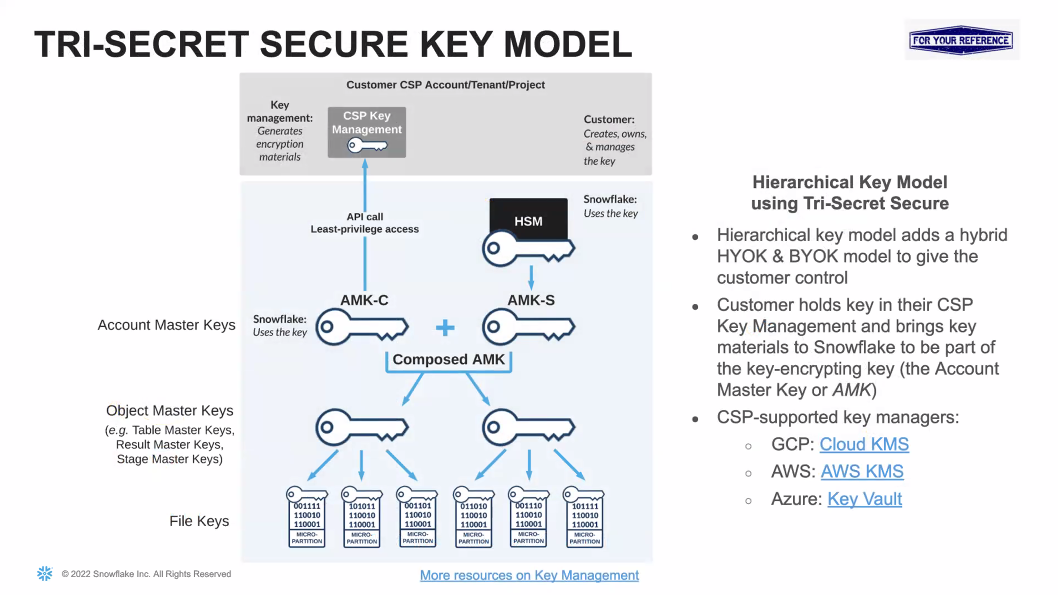 TRI-SECRET SECURE KEY MODEL
FOR YOUR REFERENCE
Customer CSP Account/Tenant/Project
Key
management:
Generates
encryption
materials
CSP Key
Management
Customer:
Creates, owns,
& manages
the key
API call
Least-privilege access
HSM
Snowflake:
Uses the key
Account Master Keys
Snowflake:
Uses the key
AMK-C
+
AMK-S
Composed AMK
Object Master Keys
(e.g. Table Master Keys,
Result Master Keys,
Stage Master Keys)
File Keys
001111
110010
110001
MICRO-
PARTITION
101011
110010
110001
MICRO-
PARTITION
001101
110010
110001
MICRO-
PARTITION
011010
110010
110001
MICRO-
PARTITION
001110
110010
110001
MICRO-
PARTITION
101111
110010
110001
MICRO-
PARTITION
Hierarchical Key Model
using Tri-Secret Secure
● Hierarchical key model adds a hybrid
HYOK & BYOK model to give the
customer control
● Customer holds key in their CSP
Key Management and brings key
materials to Snowflake to be part of
the key-encrypting key (the Account
Master Key or AMK)
● CSP-supported key managers:
○ GCP: Cloud KMS
○ AWS: AWS KMS
○ Azure: Key Vault
© 2022 Snowflake Inc. All Rights Reserved
More resources on Key Management